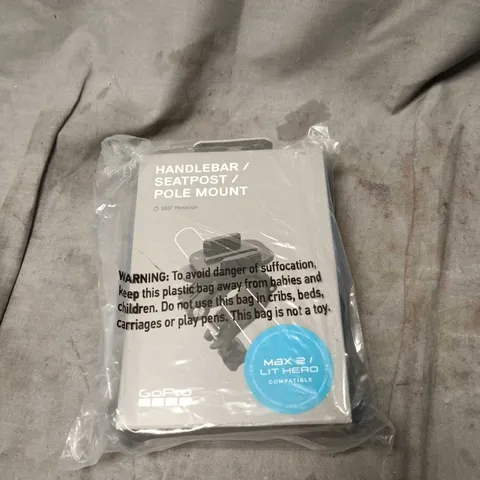 HANDLEBAR /
SEATPOST /
POLE MOUNT
360° Rotation
WARNING: To avoid danger of suffocation,
keep this plastic bag away from babies and
children. Do not use this bag in cribs, beds,
carriages or play pens. This bag is not a toy.
MAX 2 /
LIT HERO
COMPATIBLE
GoPro